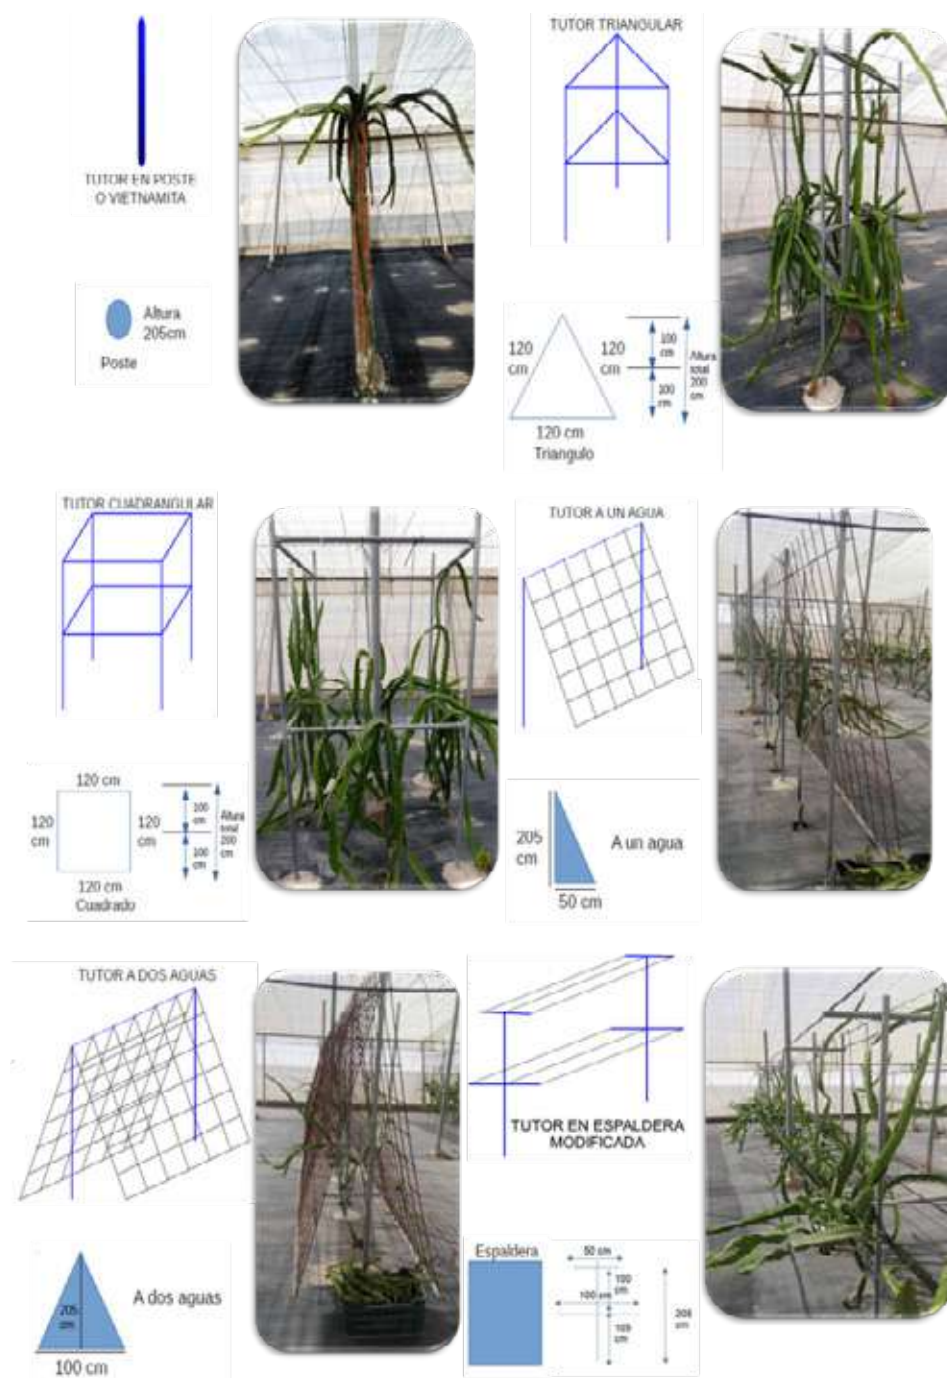 TUTOR EN POSTE
O VIETNAMITA
Altura
205cm
Poste
TUTOR TRIANGULAR
120
cm
120
cm
100
cm
100
cm
Altura
total
200
cm
120 cm
Triangulo
TUTOR CUADRANGULAR
120 cm
120
cm
120
cm
100
cm
100
cm
Altura
total
200
cm
120 cm
Cuadrado
TUTOR A UN AGUA
205
cm
A un agua
50 cm
TUTOR A DOS AGUAS
205
cm
A dos aguas
100 cm
TUTOR EN ESPALDERA
MODIFICADA
Espaldera
50 cm
100
cm
100 cm
cm
cm